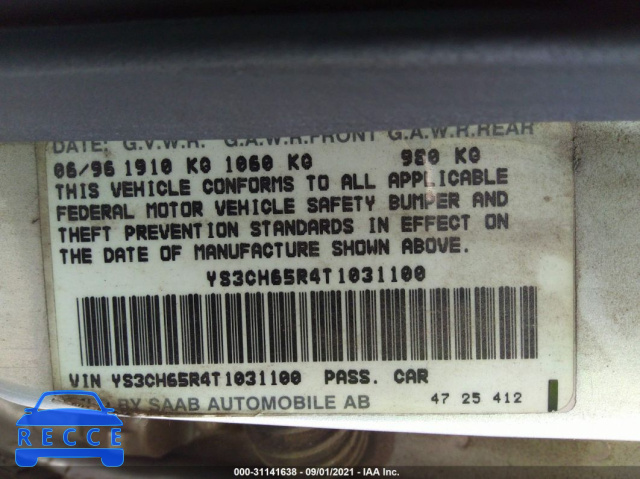 DATE: G.V.W.R. G.A.W.R.FRONT G.A.W.R.REAR
06/96 1910 KG 1060 KG 980 KG
THIS VEHICLE CONFORMS TO ALL APPLICABLE
FEDERAL MOTOR VEHICLE SAFETY BUMPER AND
THEFT PREVENTION STANDARDS IN EFFECT ON
THE DATE OF MANUFACTURE SHOWN ABOVE.
YS3CH65R4T1031100
VIN YS3CH65R4T1031100 PASS. CAR
BY SAAB AUTOMOBILE AB 47 25 412
RECCE
000-31141638 - 09/01/2021 - IAA Inc.